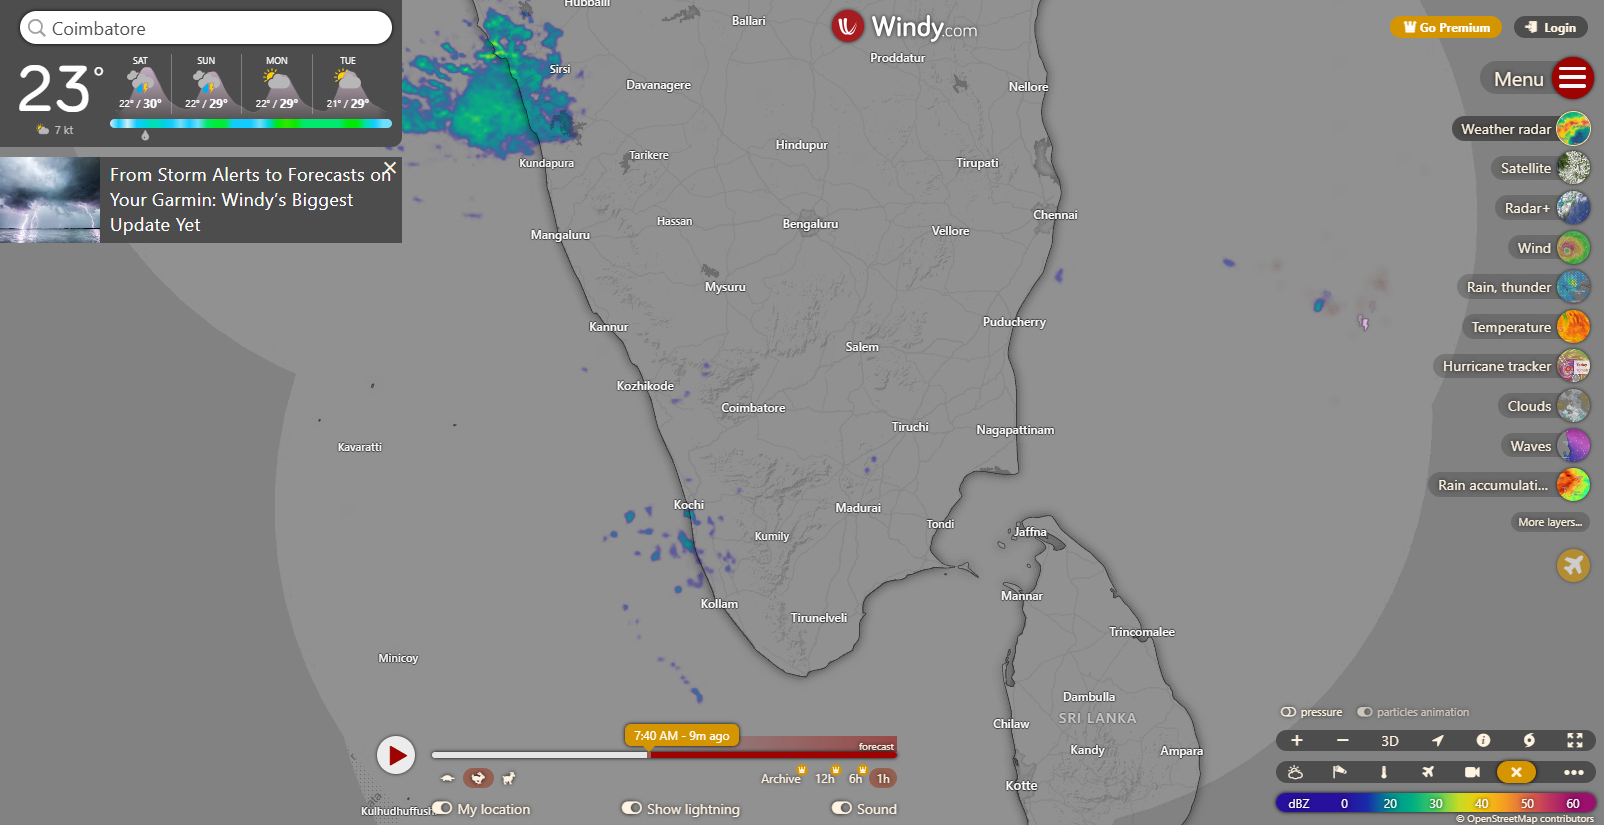 Coimbatore
23°
7 kt
SAT
22° / 30°
SUN
22° / 29°
MON
22° / 29°
TUE
21° / 29°
From Storm Alerts to Forecasts on
Your Garmin: Windy’s Biggest
Update Yet
Windy.com
Go Premium
Login
Menu
Weather radar
Satellite
Radar+
Wind
Rain, thunder
Temperature
Hurricane tracker
Clouds
Waves
Rain accumulati...
More layers...
Hubballi
Ballari
Proddatur
Sirsi
Davanagere
Nellore
Kundapura
Tarikere
Hindupur
Tirupati
Mangaluru
Hassan
Bengaluru
Vellore
Chennai
Mysuru
Kannur
Puducherry
Salem
Kozhikode
Coimbatore
Tiruchi
Nagapattinam
Kavaratti
Kochi
Madurai
Tondi
Kumily
Jaffna
Kollam
Tirunelveli
Mannar
Trincomalee
Minicoy
Dambulla
SRI LANKA
Chilaw
Kandy
Ampara
Kotte
Kulhudhuffush
7:40 AM - 9m ago
forecast
Archive
12h
6h
1h
My location
Show lightning
Sound
pressure
particles animation
+
−
3D
dBZ 0 20 30 40 50 60
© OpenStreetMap contributors